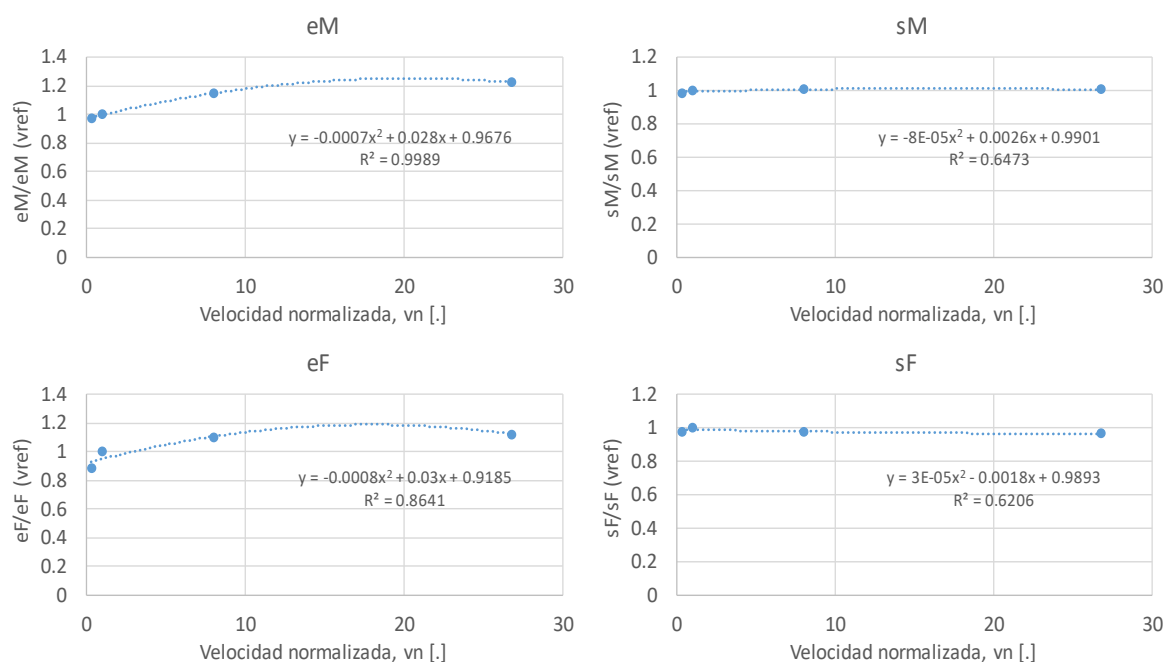 eM
1.4
1.2
1
0.8
0.6
0.4
0.2
0
eM/eM (vref)
y = -0.0007x² + 0.028x + 0.9676
R² = 0.9989
0 10 20 30
Velocidad normalizada, vn [.]
sM
1.2
1
0.8
0.6
0.4
0.2
0
sM/sM (vref)
y = -8E-05x² + 0.0026x + 0.9901
R² = 0.6473
0 10 20 30
Velocidad normalizada, vn [.]
eF
1.4
1.2
1
0.8
0.6
0.4
0.2
0
eF/eF (vref)
y = -0.0008x² + 0.03x + 0.9185
R² = 0.8641
0 10 20 30
Velocidad normalizada, vn [.]
sF
1.2
1
0.8
0.6
0.4
0.2
0
sF/sF (vref)
y = 3E-05x² - 0.0018x + 0.9893
R² = 0.6206
0 10 20 30
Velocidad normalizada, vn [.]